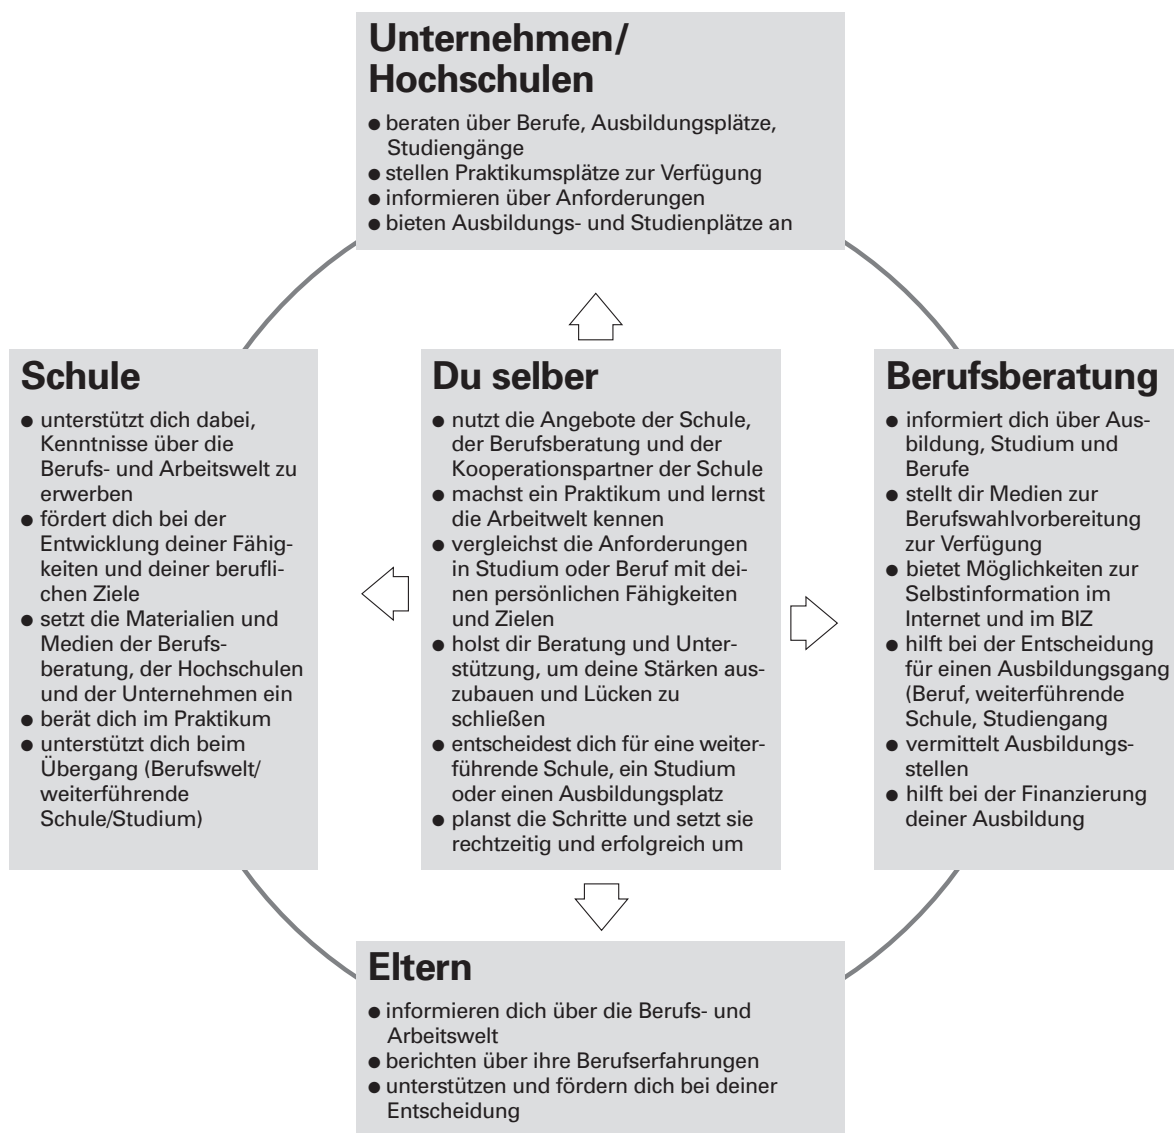 Unternehmen/
Hochschulen
● beraten über Berufe, Ausbildungsplätze,
Studiengänge
● stellen Praktikumsplätze zur Verfügung
● informieren über Anforderungen
● bieten Ausbildungs- und Studienplätze an
Schule
● unterstützt dich dabei,
Kenntnisse über die
Berufs- und Arbeitswelt zu
erwerben
● fördert dich bei der
Entwicklung deiner Fähig-
keiten und deiner berufli-
chen Ziele
● setzt die Materialien und
Medien der Berufs-
beratung, der Hochschulen
und der Unternehmen ein
● berät dich im Praktikum
● unterstützt dich beim
Übergang (Berufswelt/
weiterführende
Schule/Studium)
Du selber
● nutzt die Angebote der Schule,
der Berufsberatung und der
Kooperationspartner der Schule
● machst ein Praktikum und lernst
die Arbeitwelt kennen
● vergleichst die Anforderungen
in Studium oder Beruf mit dei-
nen persönlichen Fähigkeiten
und Zielen
● holst dir Beratung und Unter-
stützung, um deine Stärken aus-
zubauen und Lücken zu
schließen
● entscheidest dich für eine weiter-
führende Schule, ein Studium
oder einen Ausbildungsplatz
● planst die Schritte und setzt sie
rechtzeitig und erfolgreich um
Berufsberatung
● informiert dich über Aus-
bildung, Studium und
Berufe
● stellt dir Medien zur
Berufswahlvorbereitung
zur Verfügung
● bietet Möglichkeiten zur
Selbstinformation im
Internet und im BIZ
● hilft bei der Entscheidung
für einen Ausbildungsgang
(Beruf, weiterführende
Schule, Studiengang
● vermittelt Ausbildungs-
stellen
● hilft bei der Finanzierung
deiner Ausbildung
Eltern
● informieren dich über die Berufs- und
Arbeitswelt
● berichten über ihre Berufserfahrungen
● unterstützen und fördern dich bei deiner
Entscheidung